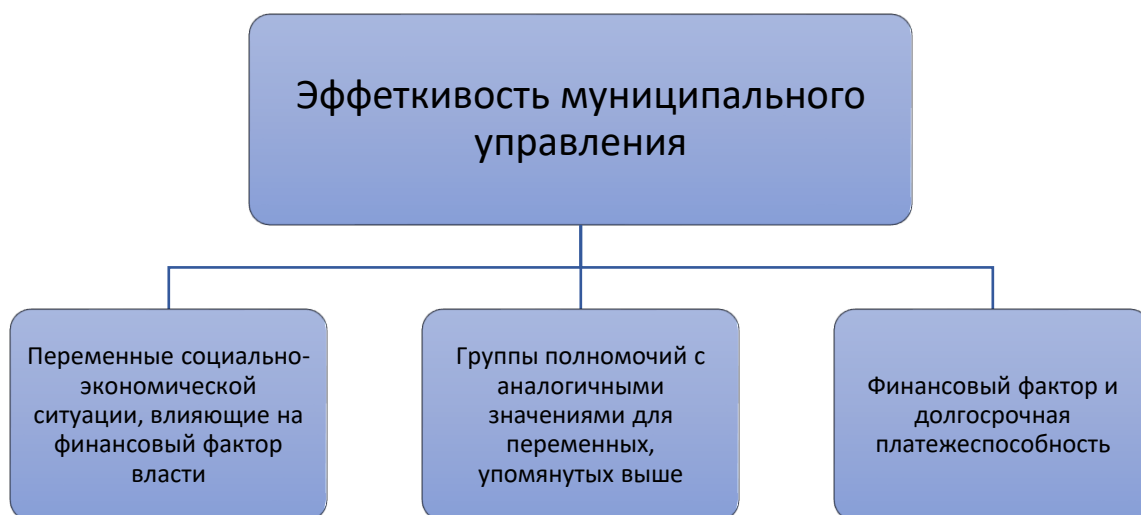 Эффеткивость муниципального
управления
Переменные социально-
экономической
ситуации, влияющие на
финансовый фактор
власти
Группы полномочий с
аналогичными
значениями для
переменных,
упомянутых выше
Финансовый фактор и
долгосрочная
платежеспособность